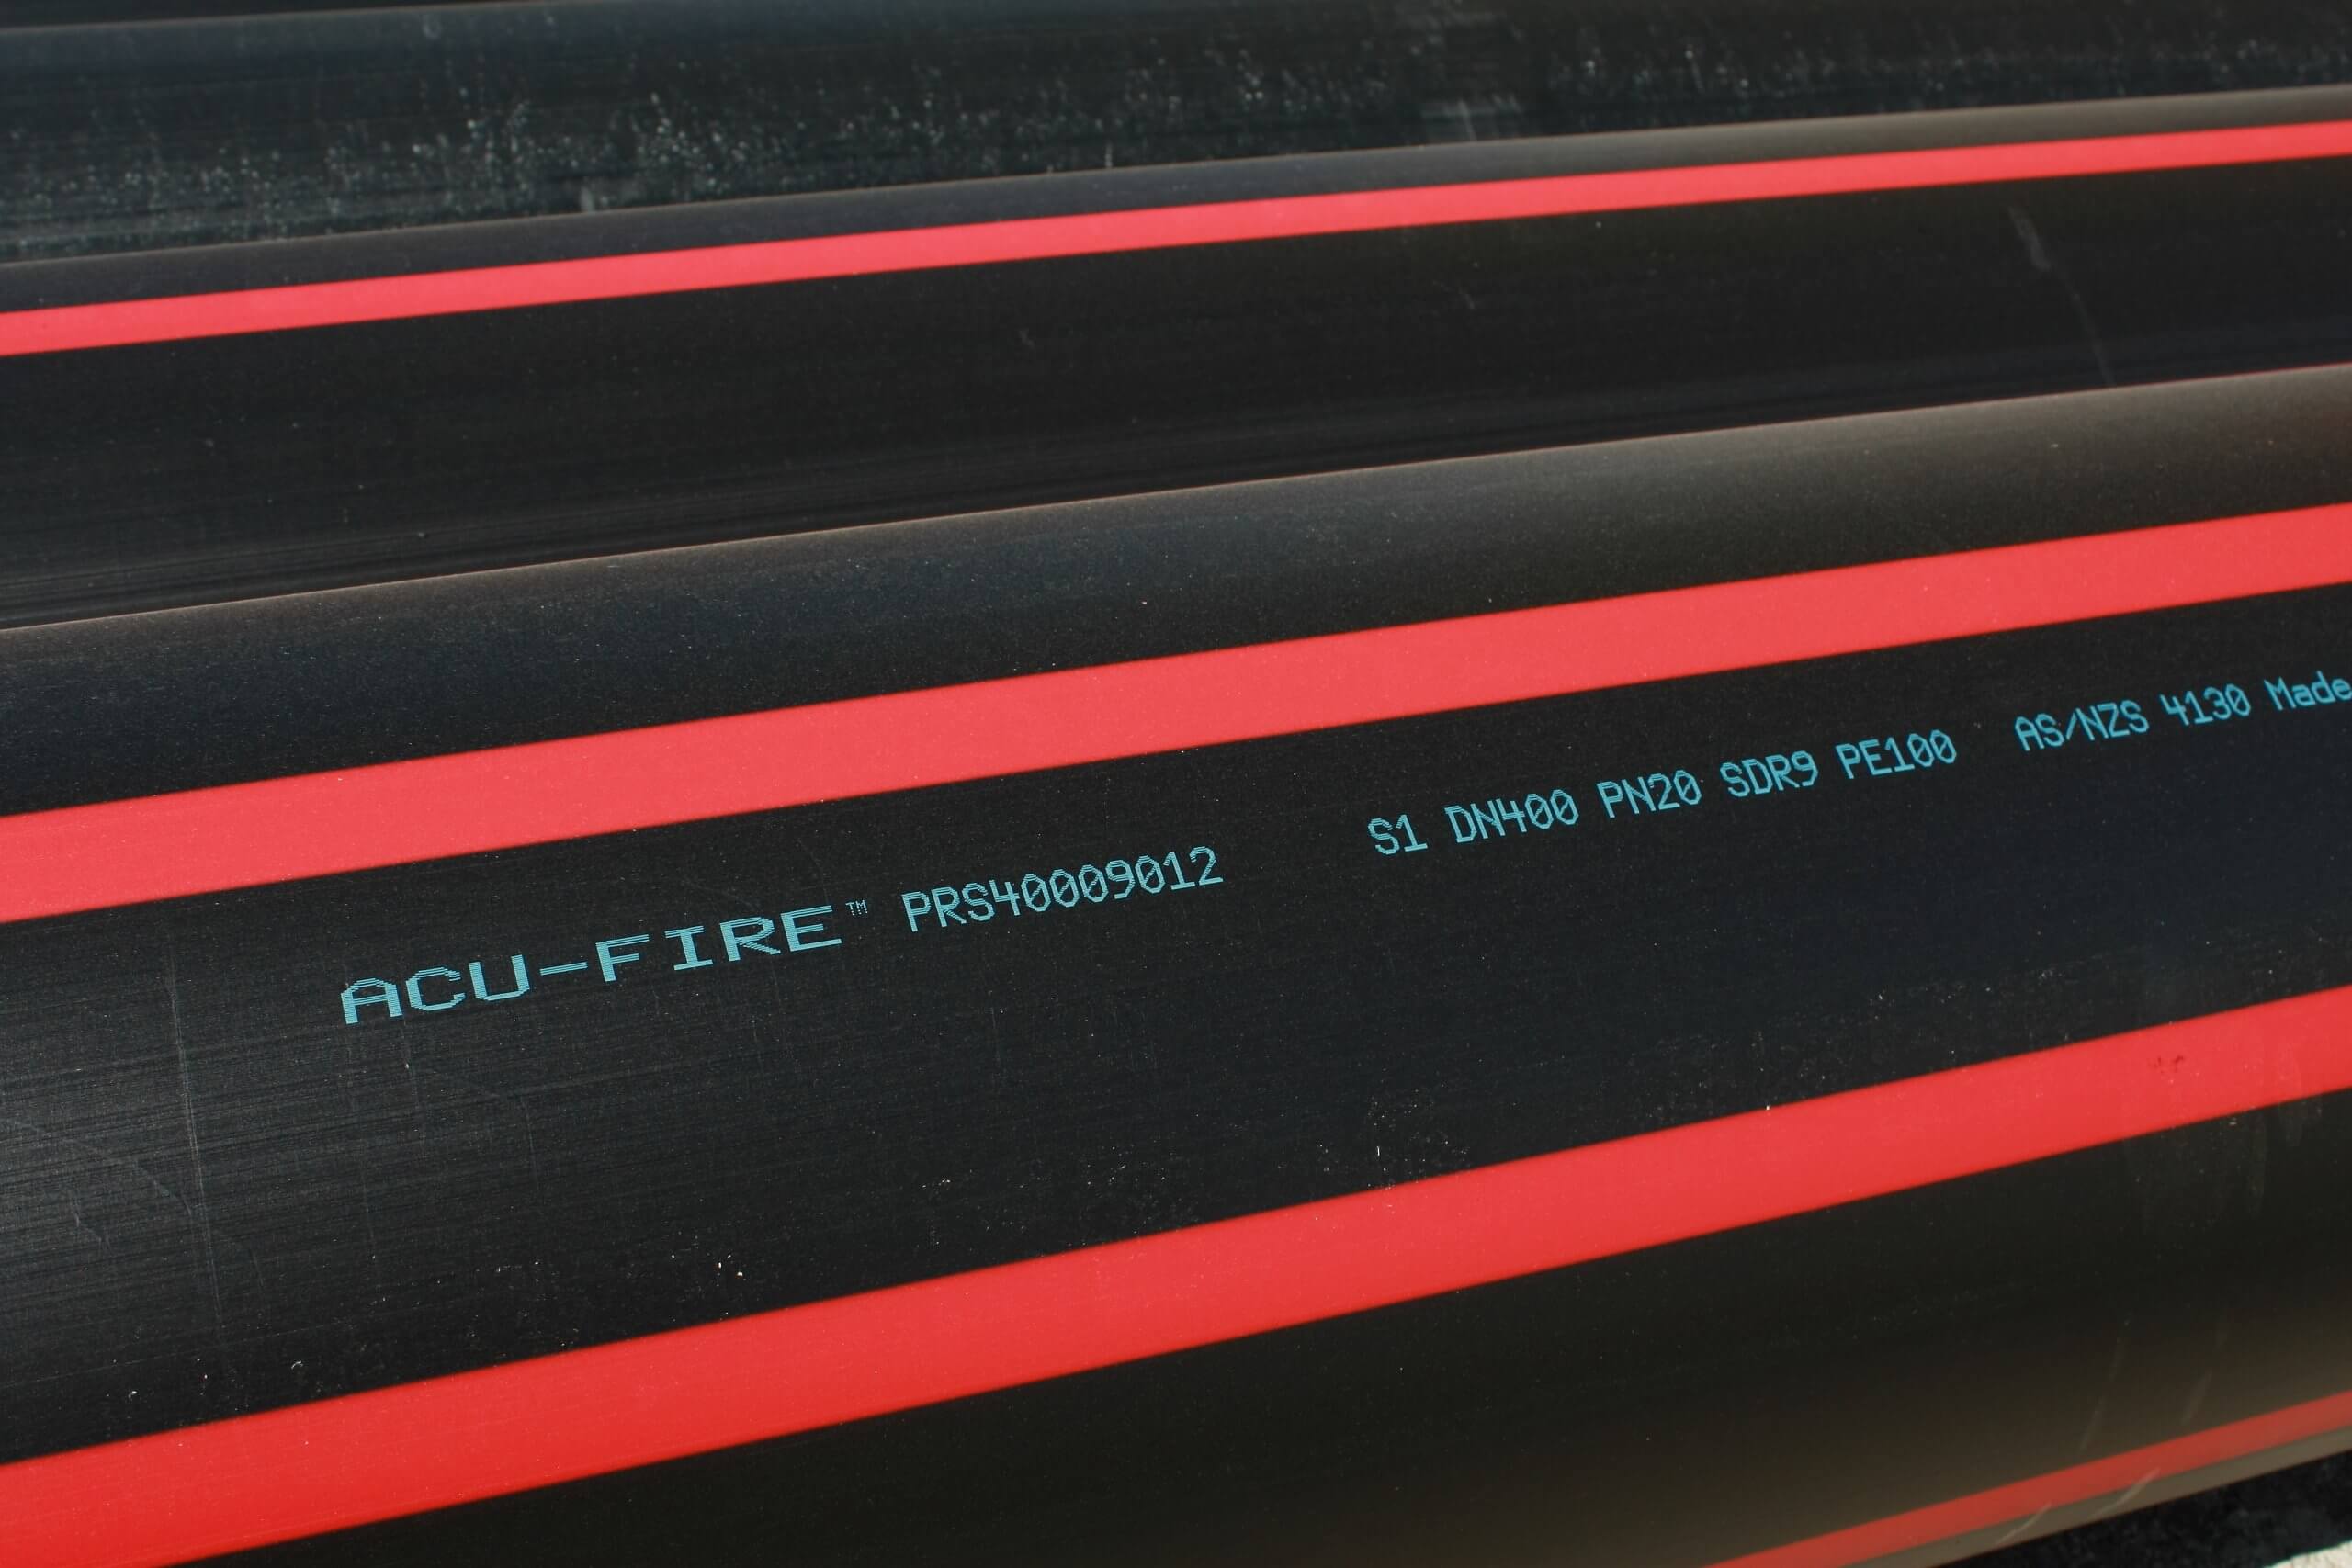 ACU-FIRE™ PRS40009012 S1 DN400 PN20 SDR9 PE100 AS/NZS 4130 Made